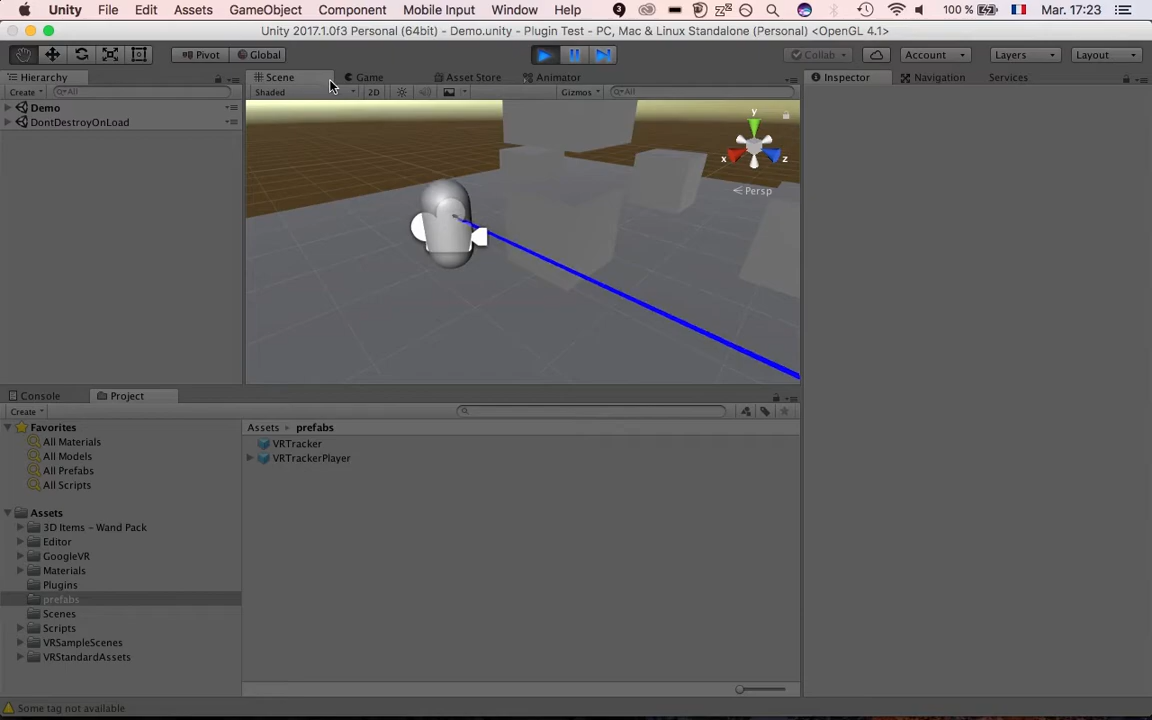 Unity File Edit Assets GameObject Component Mobile Input Window Help 3 100 % Mar. 17:23
Unity 2017.1.0f3 Personal (64bit) - Demo.unity - Plugin Test - PC, Mac & Linux Standalone (Personal) <OpenGL 4.1>
Pivot Global Collab Account Layers Layout
Hierarchy Scene Game Asset Store Animator Inspector Navigation Services
Create All Shaded 2D Gizmos All
Demo
DontDestroyOnLoad
y
x z
Persp
Console Project
Create
Favorites Assets prefabs
All Materials VRTracker
All Models VRTrackerPlayer
All Prefabs
All Scripts
Assets
3D Items - Wand Pack
Editor
GoogleVR
Materials
Plugins
prefabs
Scenes
Scripts
VRSampleScenes
VRStandardAssets
Some tag not available